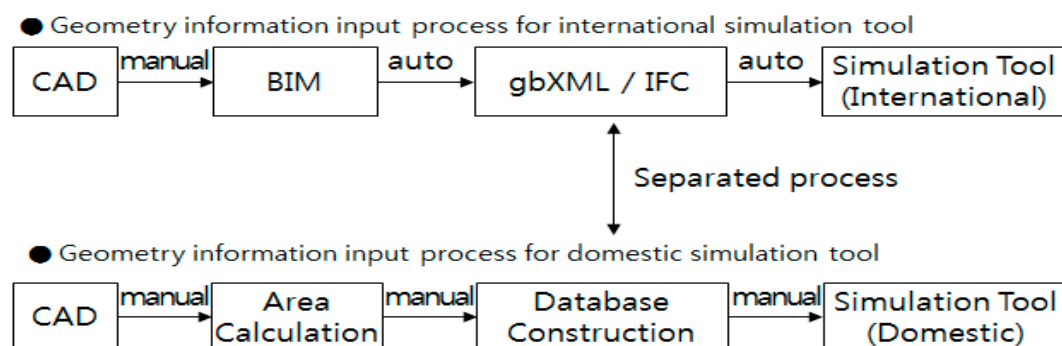 ● Geometry information input process for international simulation tool
CAD
manual
BIM
auto
gbXML / IFC
auto
Simulation Tool
(International)
Separated process
● Geometry information input process for domestic simulation tool
CAD
manual
Area
Calculation
manual
Database
Construction
manual
Simulation Tool
(Domestic)